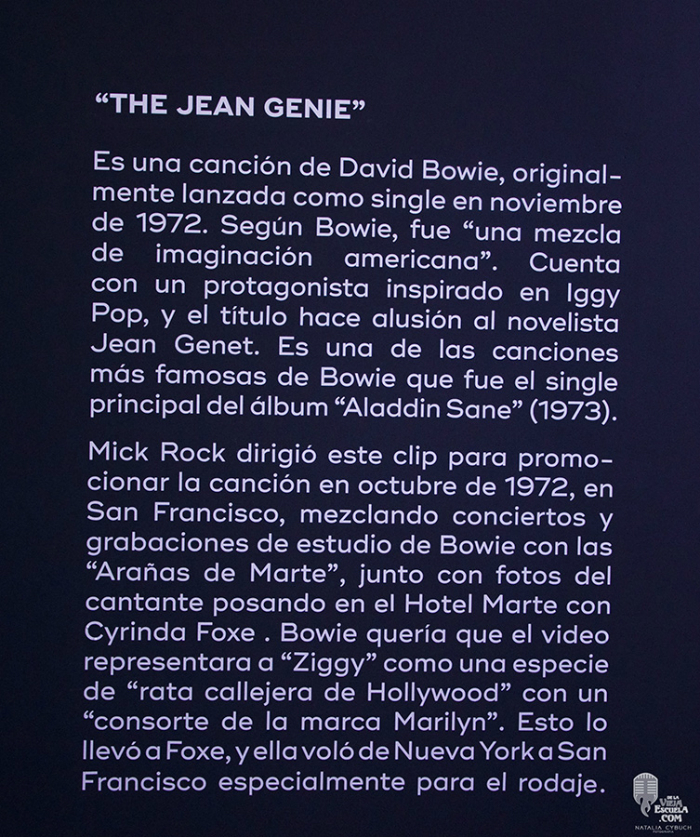 “THE JEAN GENIE”
Es una canción de David Bowie, original-
mente lanzada como single en noviembre
de 1972. Según Bowie, fue “una mezcla
de imaginación americana”. Cuenta
con un protagonista inspirado en Iggy
Pop, y el título hace alusión al novelista
Jean Genet. Es una de las canciones
más famosas de Bowie que fue el single
principal del álbum “Aladdin Sane” (1973).
Mick Rock dirigió este clip para promo-
cionar la canción en octubre de 1972, en
San Francisco, mezclando conciertos y
grabaciones de estudio de Bowie con las
“Arañas de Marte”, junto con fotos del
cantante posando en el Hotel Marte con
Cyrinda Foxe . Bowie quería que el video
representara a “Ziggy” como una especie
de “rata callejera de Hollywood” con un
“consorte de la marca Marilyn”. Esto lo
llevó a Foxe, y ella voló de Nueva York a San
Francisco especialmente para el rodaje.
DE LA
VIEJA
ESCUELA
.COM
NATALIA CYBUCH